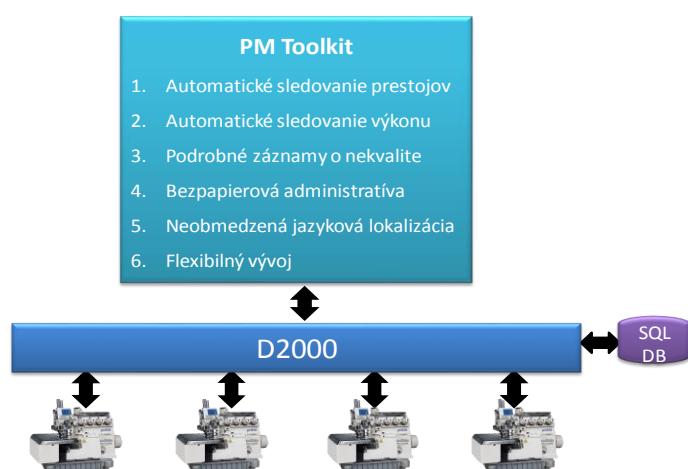 PM Toolkit
1. Automatické sledovanie prestojov
2. Automatické sledovanie výkonu
3. Podrobné záznamy o nekvalite
4. Bezpapierová administratíva
5. Neobmedzená jazyková lokalizácia
6. Flexibilný vývoj
D2000
SQL
DB